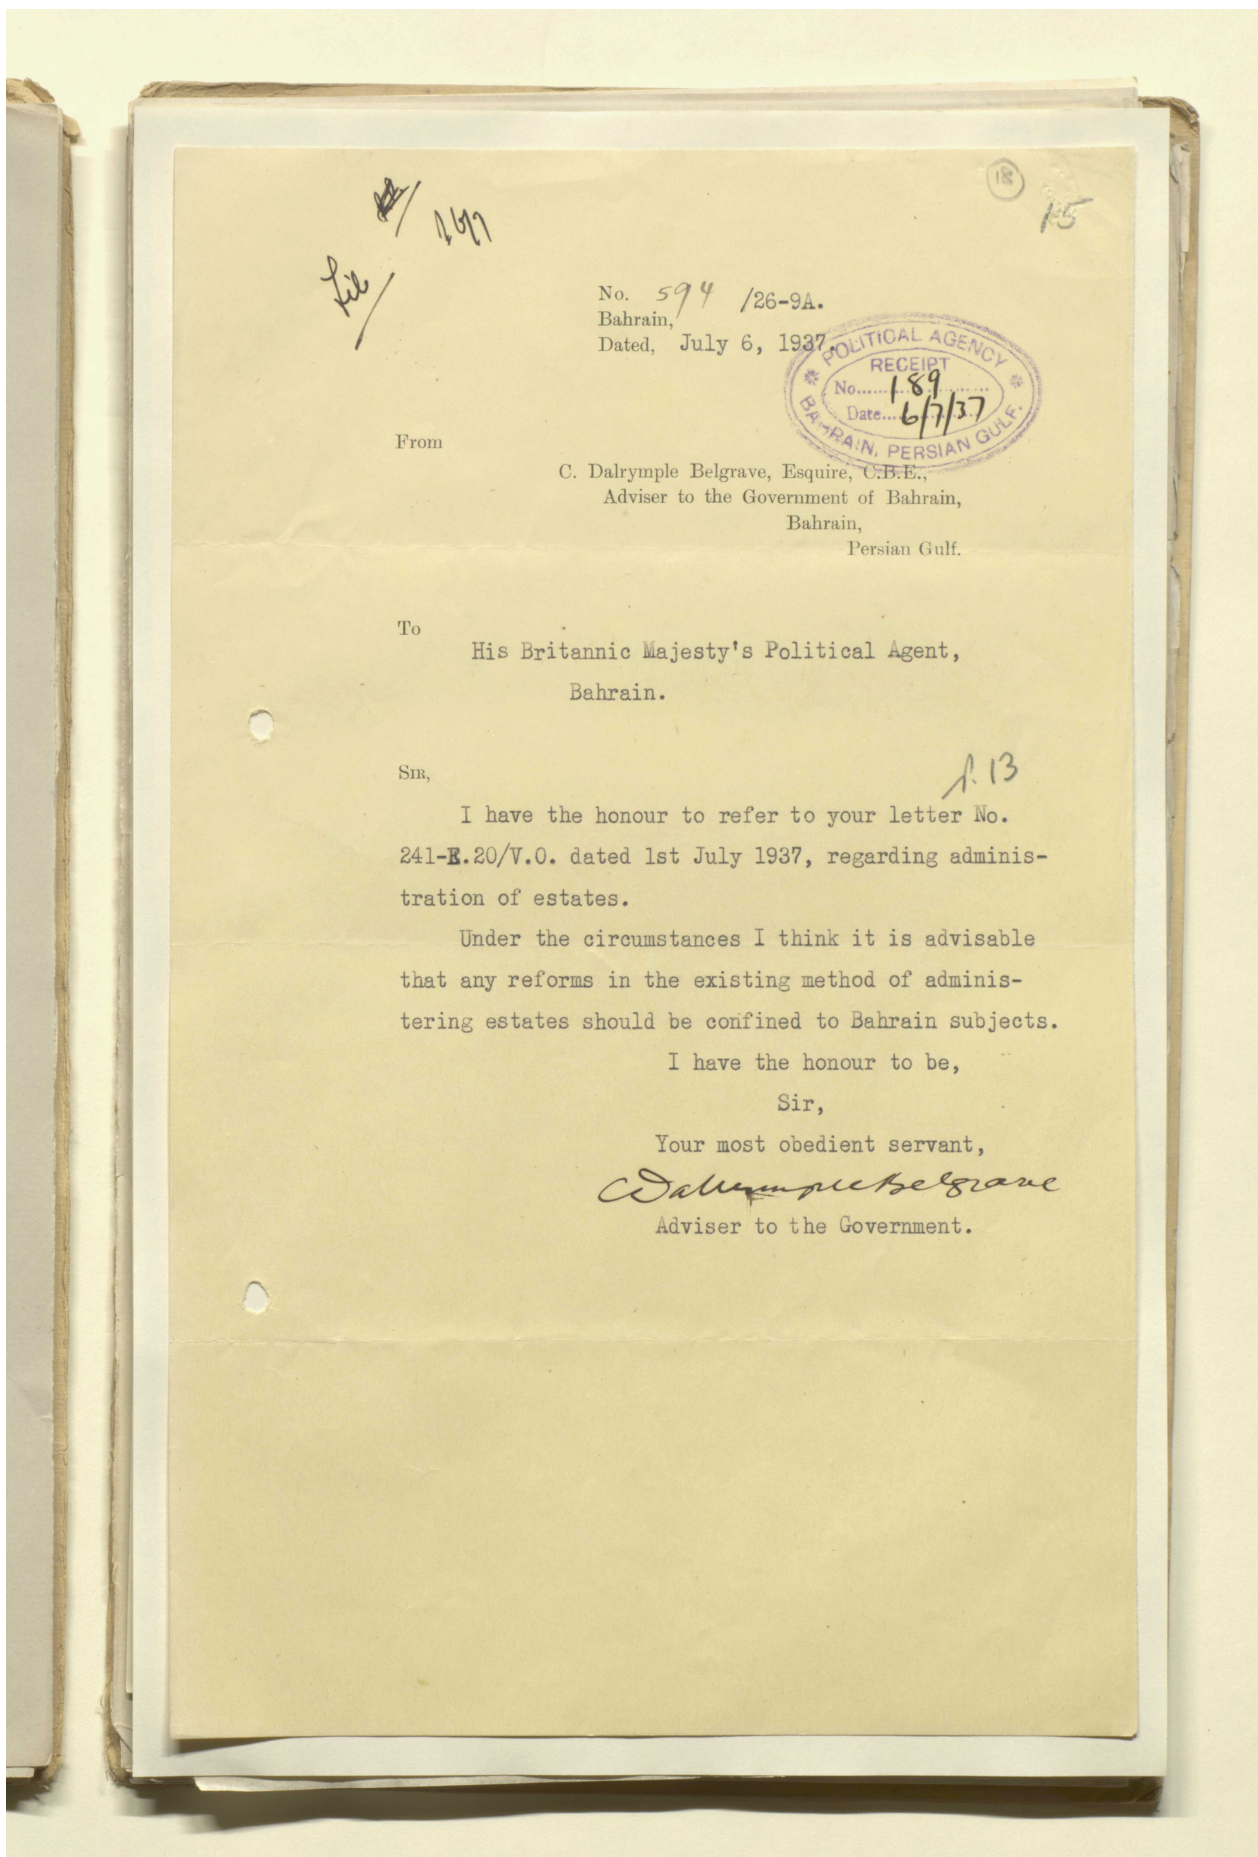 18
15
File
No. 594 /26-9A.
Bahrain,
Dated, July 6, 1937.
POLITICAL AGENCY
RECEIPT
No. 189
Date 6/7/37
BAHRAIN, PERSIAN GULF.
From
C. Dalrymple Belgrave, Esquire, C.B.E.,
Adviser to the Government of Bahrain,
Bahrain,
Persian Gulf.
To
His Britannic Majesty's Political Agent,
Bahrain.
p. 13
SIR,
I have the honour to refer to your letter No.
241-E.20/V.O. dated 1st July 1937, regarding adminis-
tration of estates.
Under the circumstances I think it is advisable
that any reforms in the existing method of adminis-
tering estates should be confined to Bahrain subjects.
I have the honour to be,
Sir,
Your most obedient servant,
CDalrymple Belgrave
Adviser to the Government.